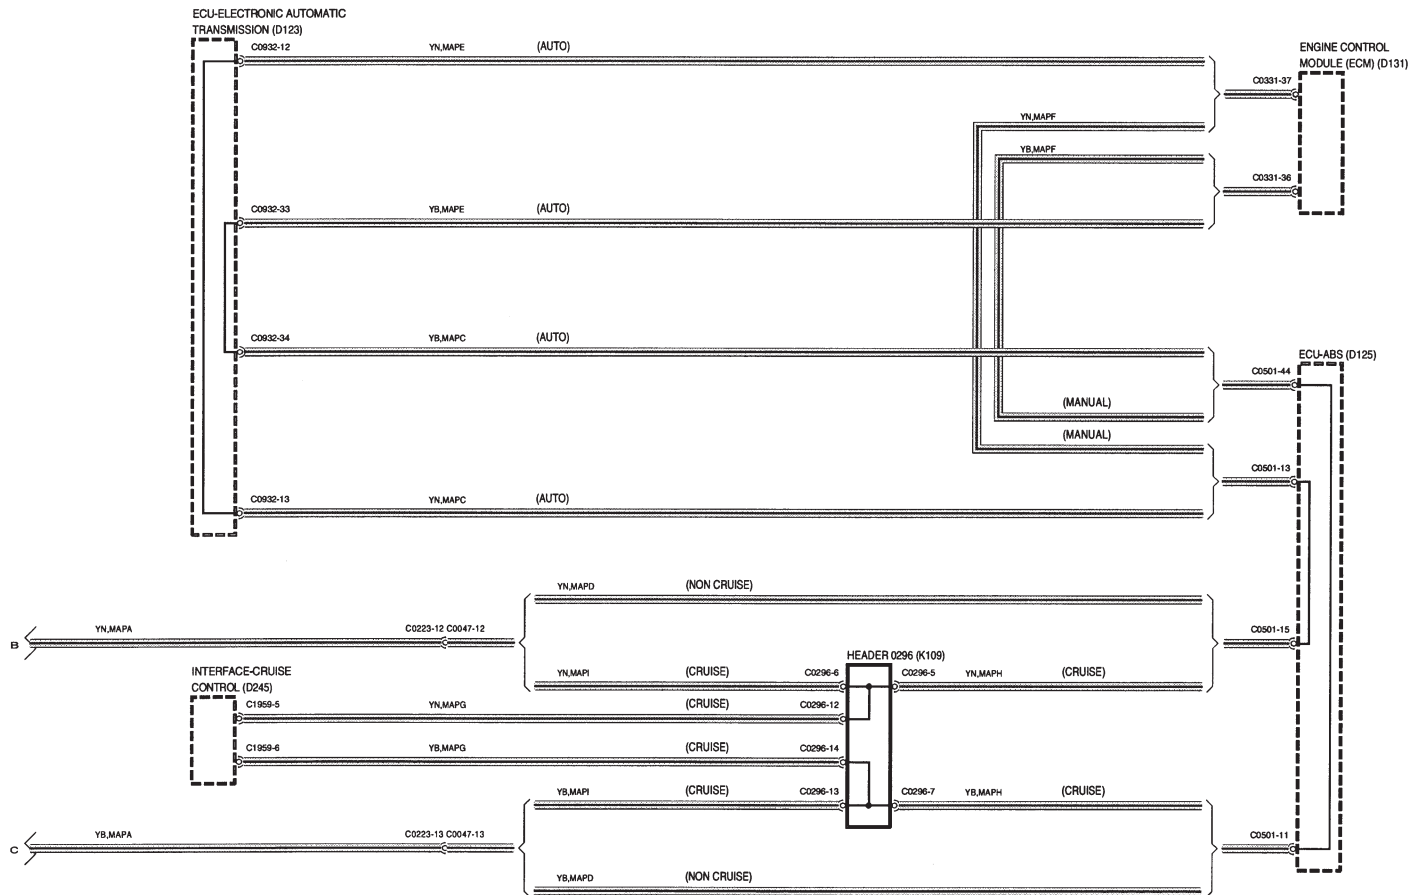 ECU-ELECTRONIC AUTOMATIC
TRANSMISSION (D123)
C0932-12 YN,MAPE (AUTO)
ENGINE CONTROL
MODULE (ECM) (D131)
C0331-37
YN,MAPF
YB,MAPF
C0331-36
C0932-33 YB,MAPE (AUTO)
C0932-34 YB,MAPC (AUTO)
ECU-ABS (D125)
C0501-44
(MANUAL)
(MANUAL)
C0501-13
C0932-13 YN,MAPC (AUTO)
YN,MAPD (NON CRUISE)
B YN,MAPA C0223-12 C0047-12
C0501-15
HEADER 0296 (K109)
INTERFACE-CRUISE
CONTROL (D245)
YN,MAPI (CRUISE) C0296-6 C0296-5 YN,MAPH (CRUISE)
C1959-5 YN,MAPG (CRUISE) C0296-12
C1959-6 YB,MAPG (CRUISE) C0296-14
YB,MAPI (CRUISE) C0296-13 C0296-7 YB,MAPH (CRUISE)
C YB,MAPA C0223-13 C0047-13
C0501-11
YB,MAPD (NON CRUISE)